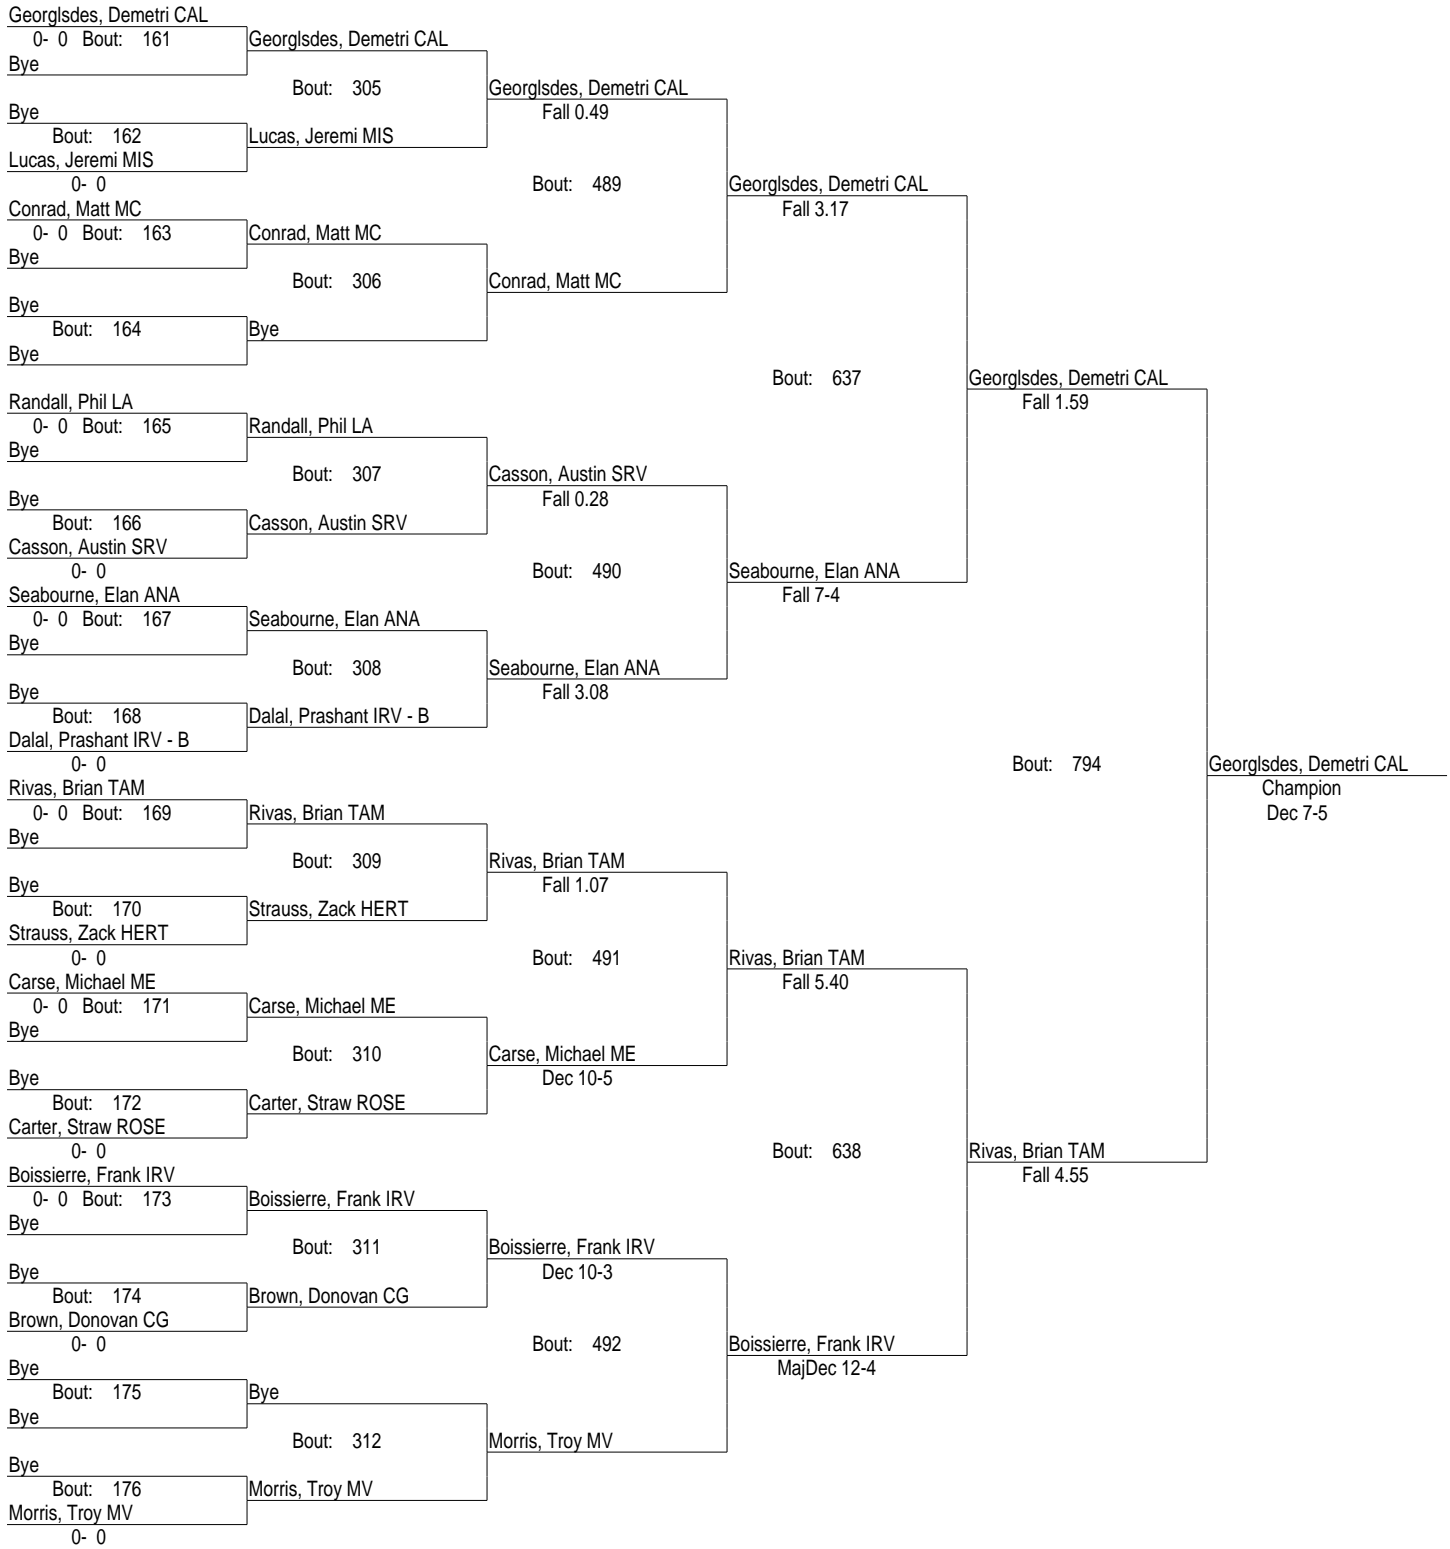 Georglsdes, Demetri CAL
0- 0 Bout: 161 Georglsdes, Demetri CAL
Bye
Bout: 305 Georglsdes, Demetri CAL
Bye Fall 0.49
Bout: 162 Lucas, Jeremi MIS
Lucas, Jeremi MIS
0- 0 Bout: 489 Georglsdes, Demetri CAL
Conrad, Matt MC Fall 3.17
0- 0 Bout: 163 Conrad, Matt MC
Bye
Bout: 306 Conrad, Matt MC
Bye
Bout: 164 Bye
Bye
Bout: 637 Georglsdes, Demetri CAL
Randall, Phil LA Fall 1.59
0- 0 Bout: 165 Randall, Phil LA
Bye
Bout: 307 Casson, Austin SRV
Bye Fall 0.28
Bout: 166 Casson, Austin SRV
Casson, Austin SRV
0- 0 Bout: 490 Seabourne, Elan ANA
Seabourne, Elan ANA Fall 7-4
0- 0 Bout: 167 Seabourne, Elan ANA
Bye
Bout: 308 Seabourne, Elan ANA
Bye Fall 3.08
Bout: 168 Dalal, Prashant IRV - B
Dalal, Prashant IRV - B
0- 0 Bout: 794 Georglsdes, Demetri CAL
Rivas, Brian TAM Champion
0- 0 Bout: 169 Rivas, Brian TAM Dec 7-5
Bye
Bout: 309 Rivas, Brian TAM
Bye Fall 1.07
Bout: 170 Strauss, Zack HERT
Strauss, Zack HERT
0- 0 Bout: 491 Rivas, Brian TAM
Carse, Michael ME Fall 5.40
0- 0 Bout: 171 Carse, Michael ME
Bye
Bout: 310 Carse, Michael ME
Bye Dec 10-5
Bout: 172 Carter, Straw ROSE
Carter, Straw ROSE
0- 0 Bout: 638 Rivas, Brian TAM
Boissierre, Frank IRV Fall 4.55
0- 0 Bout: 173 Boissierre, Frank IRV
Bye
Bout: 311 Boissierre, Frank IRV
Bye Dec 10-3
Bout: 174 Brown, Donovan CG
Brown, Donovan CG
0- 0 Bout: 492 Boissierre, Frank IRV
Bye MajDec 12-4
Bout: 175 Bye
Bye
Bout: 312 Morris, Troy MV
Bye
Bout: 176 Morris, Troy MV
Morris, Troy MV
0- 0